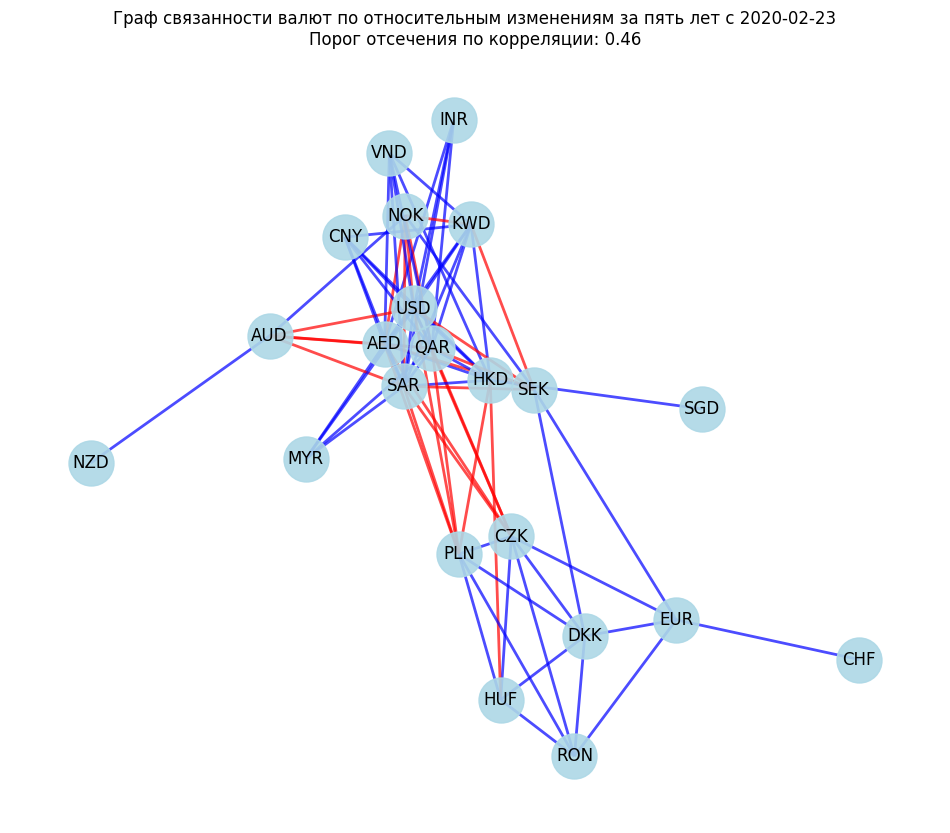 Граф связанности валют по относительным изменениям за пять лет с 2020-02-23
Порог отсечения по корреляции: 0.46
INR
VND
NOK
KWD
CNY
USD
AUD
AED
QAR
HKD
SAR
SEK
SGD
MYR
NZD
CZK
PLN
EUR
DKK
CHF
HUF
RON